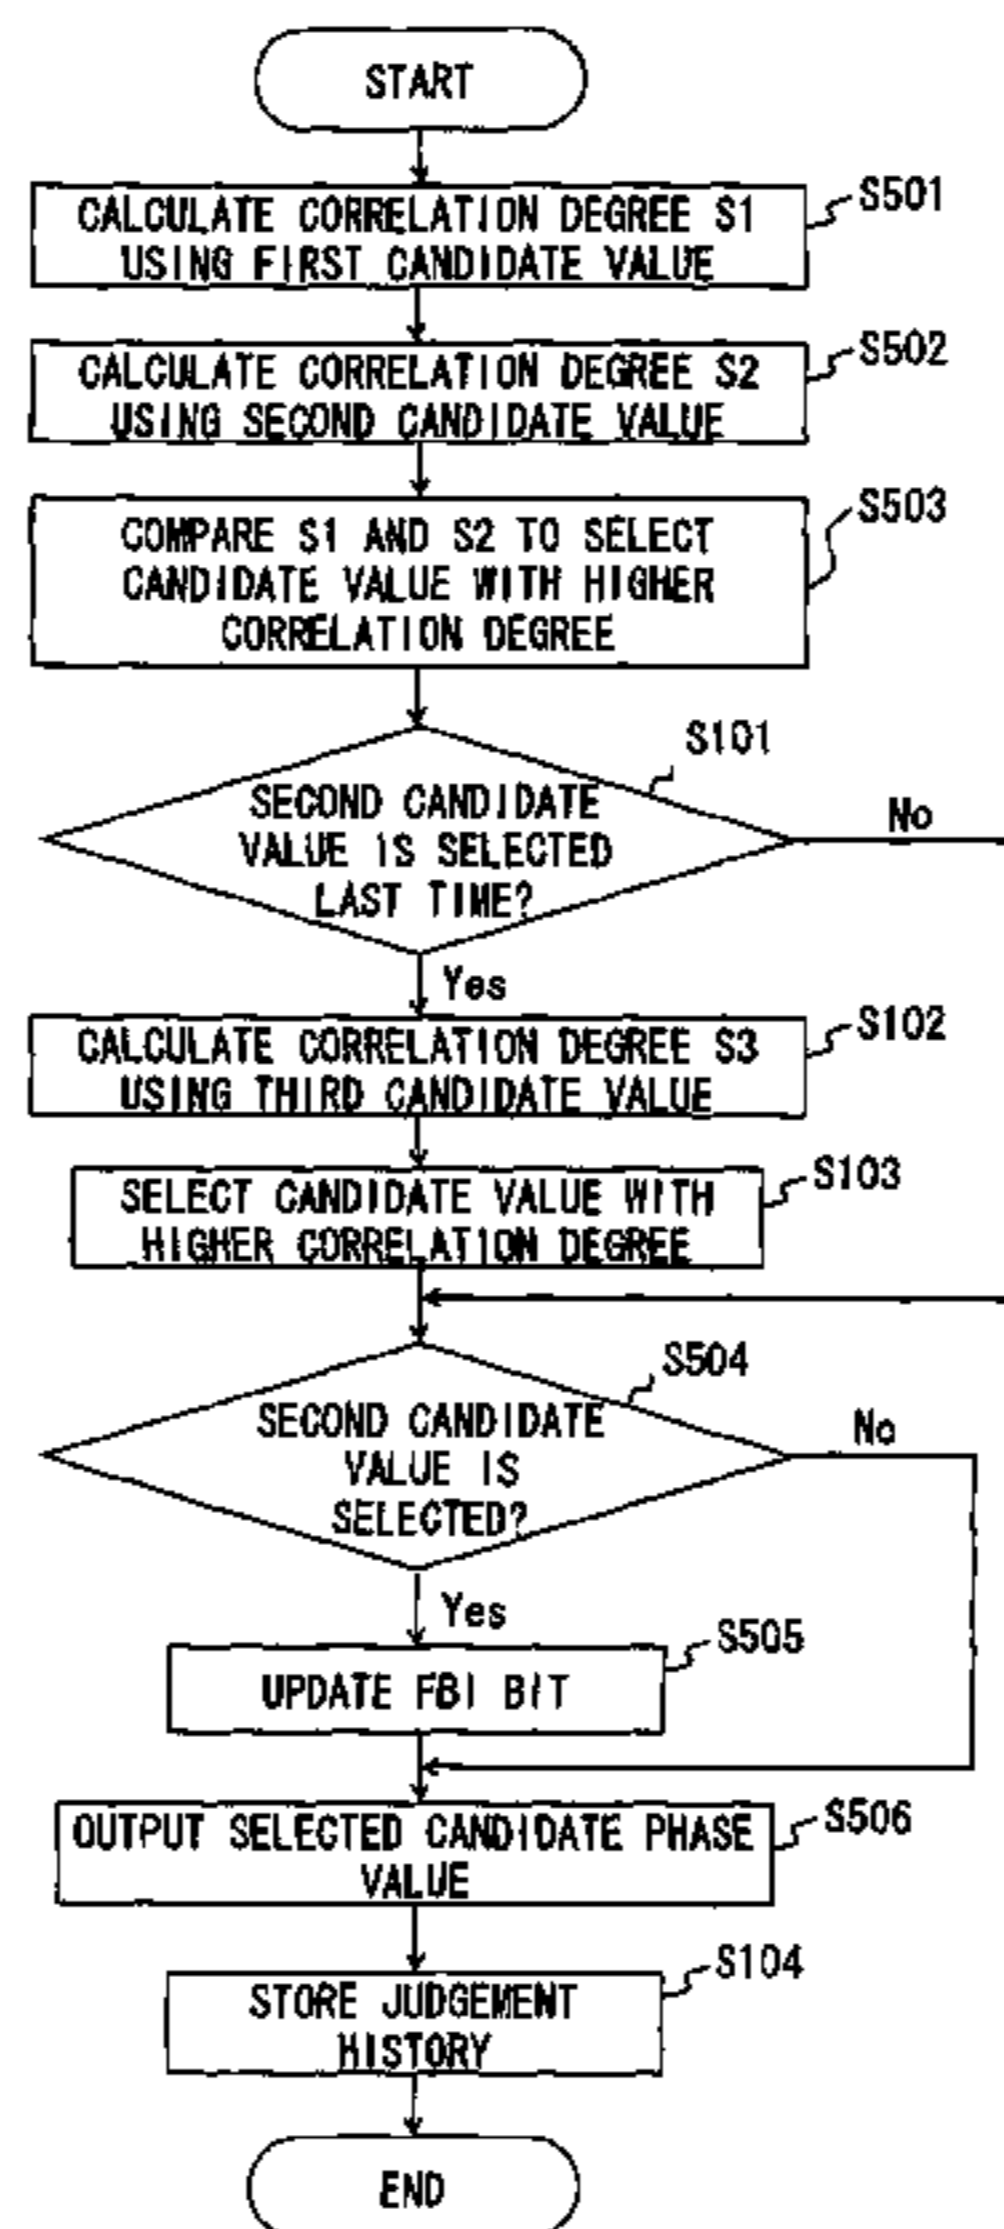 START
CALCULATE CORRELATION DEGREE S1
USING FIRST CANDIDATE VALUE
S501
CALCULATE CORRELATION DEGREE S2
USING SECOND CANDIDATE VALUE
S502
COMPARE S1 AND S2 TO SELECT
CANDIDATE VALUE WITH HIGHER
CORRELATION DEGREE
S503
SECOND CANDIDATE
VALUE IS SELECTED
LAST TIME?
S101
No
Yes
CALCULATE CORRELATION DEGREE S3
USING THIRD CANDIDATE VALUE
S102
SELECT CANDIDATE VALUE WITH
HIGHER CORRELATION DEGREE
S103
SECOND CANDIDATE
VALUE IS
SELECTED?
S504
No
Yes
UPDATE FBI BIT
S505
OUTPUT SELECTED CANDIDATE PHASE
VALUE
S506
STORE JUDGEMENT
HISTORY
S104
END